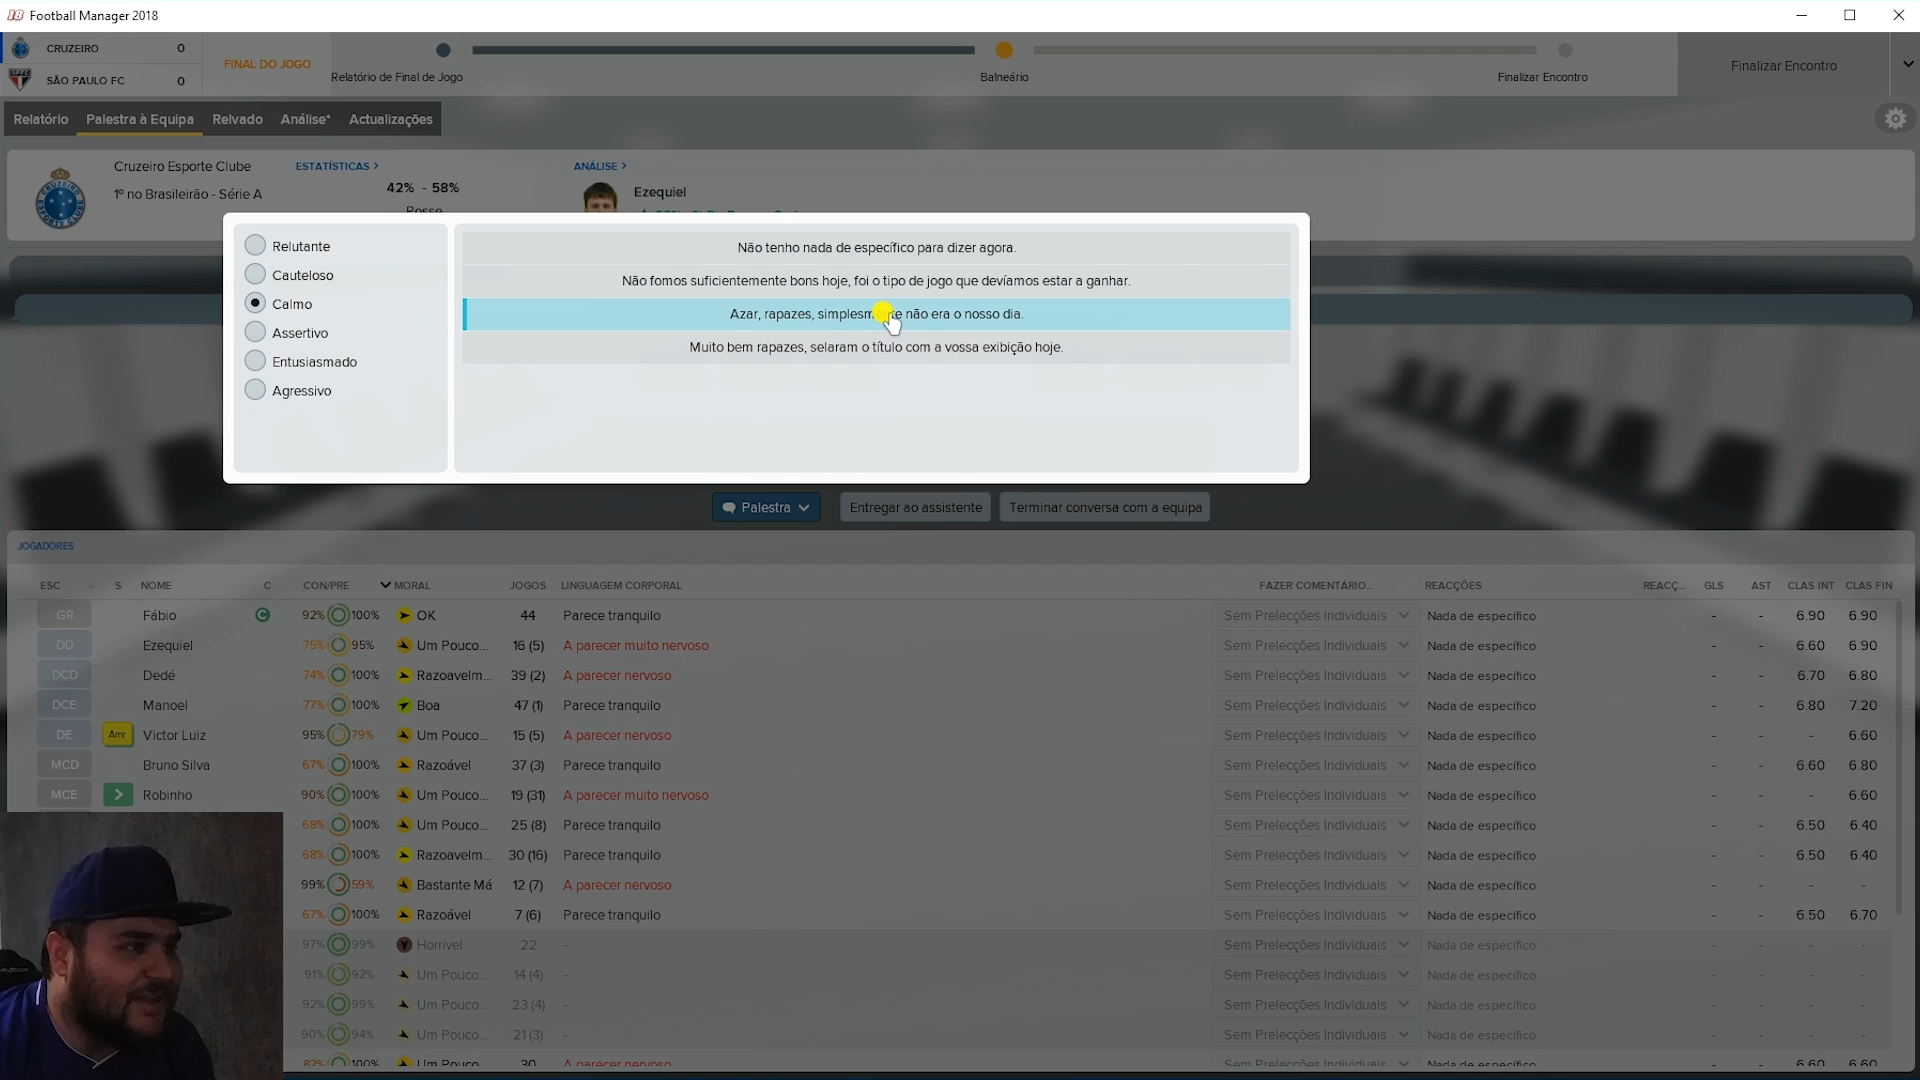 Football Manager 2018
CRUZEIRO 0
SÃO PAULO FC 0
FINAL DO JOGO
Relatório de Final de Jogo
Balneário
Finalizar Encontro
Finalizar Encontro
Relatório Palestra à Equipa Relvado Análise* Actualizações
Cruzeiro Esporte Clube
1º no Brasileirão - Série A
ESTATÍSTICAS >
42% - 58%
Posse
ANÁLISE >
Ezequiel
Relutante
Cauteloso
Calmo
Assertivo
Entusiasmado
Agressivo
Não tenho nada de específico para dizer agora.
Não fomos suficientemente bons hoje, foi o tipo de jogo que devíamos estar a ganhar.
Azar, rapazes, simplesmente não era o nosso dia.
Muito bem rapazes, selaram o título com a vossa exibição hoje.
Palestra
Entregar ao assistente
Terminar conversa com a equipa
JOGADORES
ESC S NOME C CON/PRE MORAL JOGOS LINGUAGEM CORPORAL FAZER COMENTÁRIO... REACÇÕES REACÇ... GLS AST CLAS INT CLAS FIN
GR Fábio C 92% 100% OK 44 Parece tranquilo Sem Prelecções Individuais Nada de específico - - 6.90 6.90
DD Ezequiel 75% 95% Um Pouco... 16 (5) A parecer muito nervoso Sem Prelecções Individuais Nada de específico - - 6.60 6.90
DCD Dedé 74% 100% Razoavelm... 39 (2) A parecer nervoso Sem Prelecções Individuais Nada de específico - - 6.70 6.80
DCE Manoel 77% 100% Boa 47 (1) Parece tranquilo Sem Prelecções Individuais Nada de específico - - 6.80 7.20
DE Amr Victor Luiz 95% 79% Um Pouco... 15 (5) A parecer nervoso Sem Prelecções Individuais Nada de específico - - - 6.60
MCD Bruno Silva 67% 100% Razoável 37 (3) Parece tranquilo Sem Prelecções Individuais Nada de específico - - 6.60 6.80
MCE Robinho 90% 100% Um Pouco... 19 (31) A parecer muito nervoso Sem Prelecções Individuais Nada de específico - - - 6.60
68% 100% Um Pouco... 25 (8) Parece tranquilo Sem Prelecções Individuais Nada de específico - - 6.50 6.40
68% 100% Razoavelm... 30 (16) Parece tranquilo Sem Prelecções Individuais Nada de específico - - 6.50 6.40
99% 59% Bastante Má 12 (7) A parecer nervoso Sem Prelecções Individuais Nada de específico - - - -
67% 100% Razoável 7 (6) Parece tranquilo Sem Prelecções Individuais Nada de específico - - 6.50 6.70
97% 99% Horrível 22 - Sem Prelecções Individuais Nada de específico - - - -
91% 92% Um Pouco... 14 (4) - Sem Prelecções Individuais Nada de específico - - - -
92% 99% Um Pouco... 23 (4) - Sem Prelecções Individuais Nada de específico - - - -
90% 94% Um Pouco... 21 (3) - Sem Prelecções Individuais Nada de específico - - - -
82% 100% Um Pouco 30 A parecer nervoso Sem Prelecções Individuais Nada de específico - - 6.60 6.60